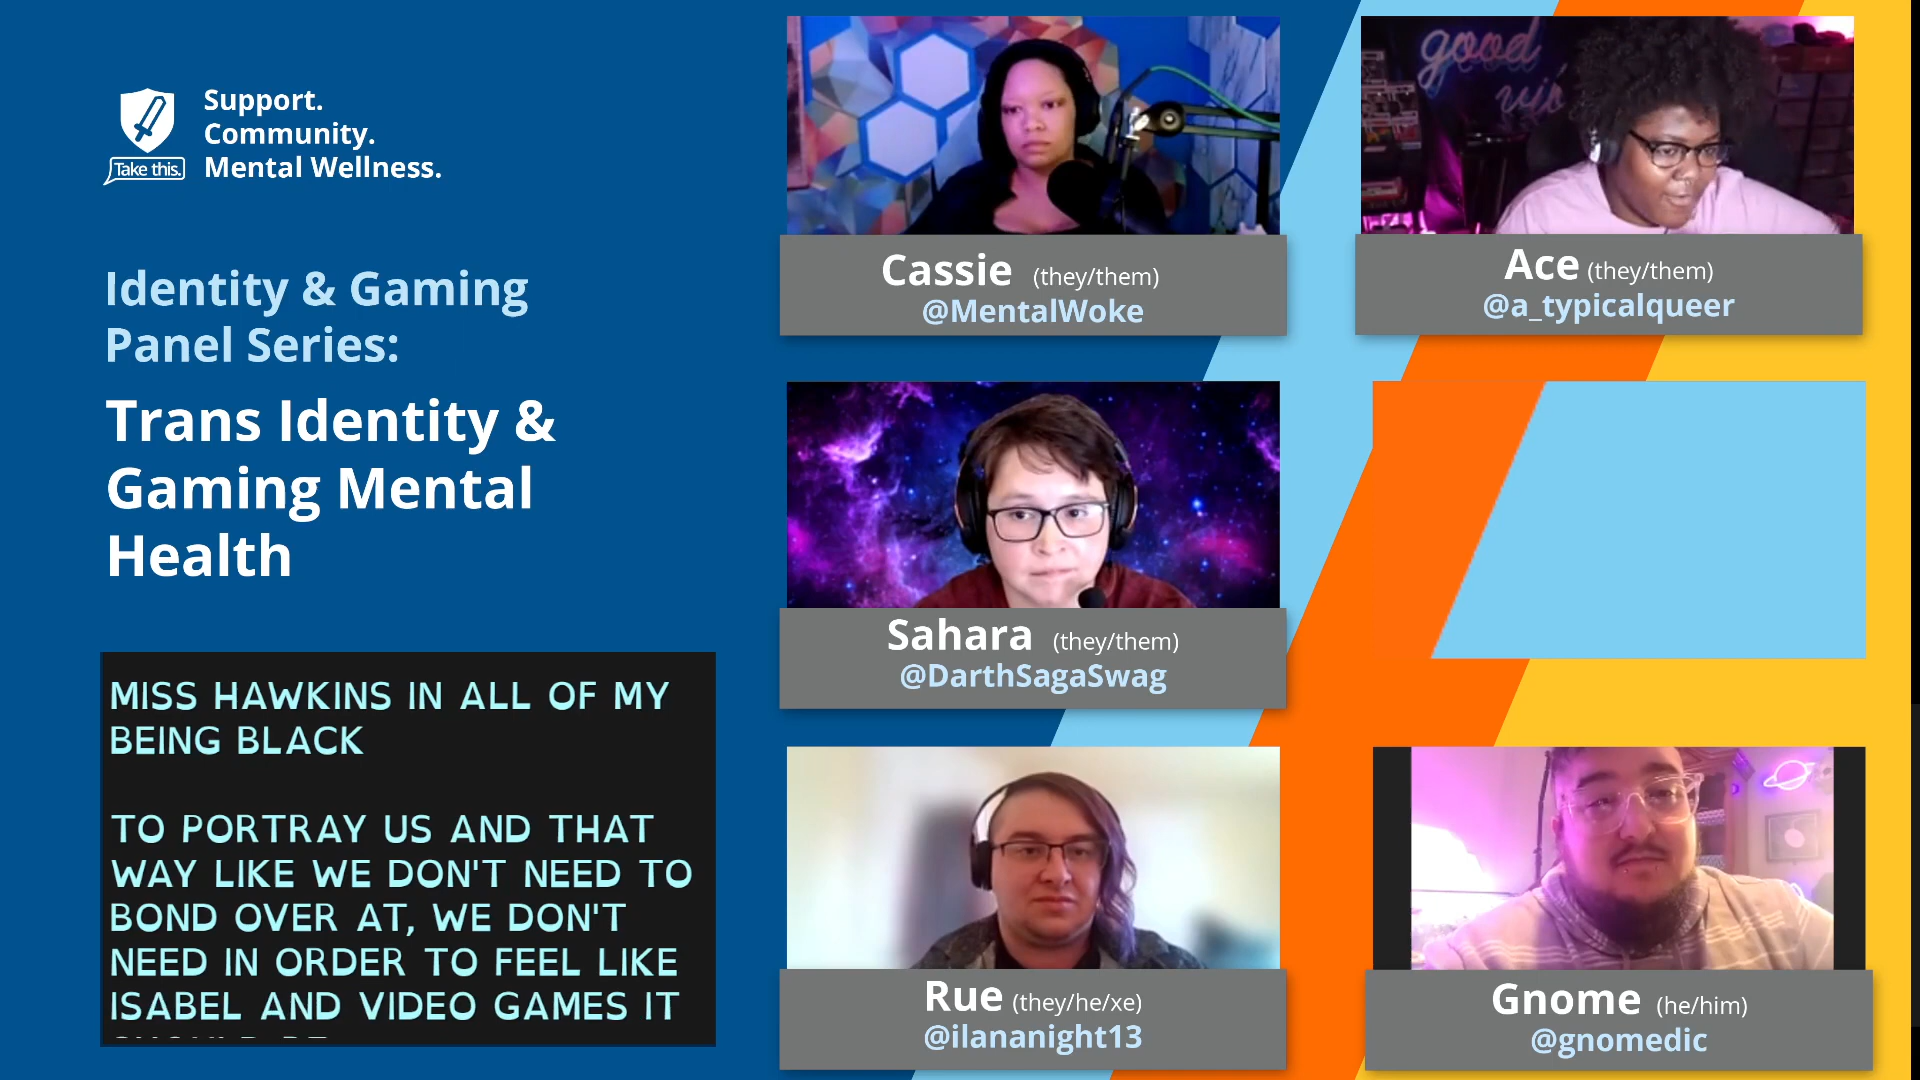 Support.
Community.
Mental Wellness.
Take this.
Identity & Gaming
Panel Series:
Trans Identity &
Gaming Mental
Health
MISS HAWKINS IN ALL OF MY
BEING BLACK
TO PORTRAY US AND THAT
WAY LIKE WE DON'T NEED TO
BOND OVER AT, WE DON'T
NEED IN ORDER TO FEEL LIKE
ISABEL AND VIDEO GAMES IT
good
Cassie (they/them)
@MentalWoke
Ace (they/them)
@a_typicalqueer
Sahara (they/them)
@DarthSagaSwag
Rue (they/he/xe)
@ilananight13
Gnome (he/him)
@gnomedic